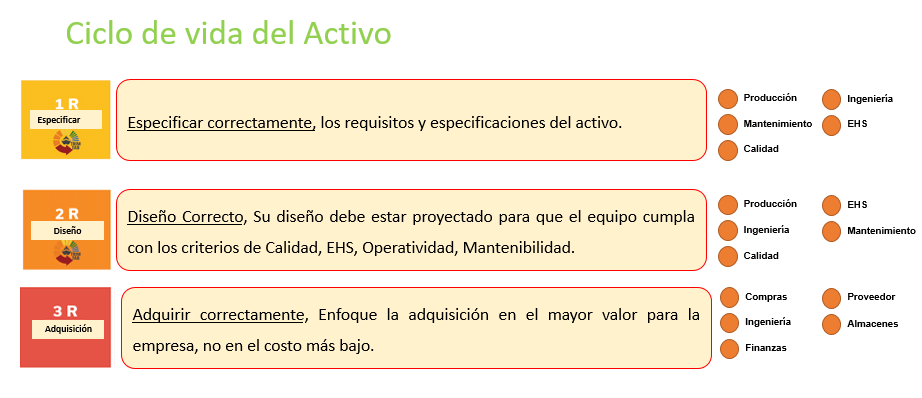 Ciclo de vida del Activo
1 R
Especificar
Especificar correctamente, los requisitos y especificaciones del activo.
Producción
Ingeniería
Mantenimiento
EHS
Calidad
2 R
Diseño
Diseño Correcto, Su diseño debe estar proyectado para que el equipo cumpla
con los criterios de Calidad, EHS, Operatividad, Mantenibilidad.
Producción
EHS
Ingeniería
Mantenimiento
Calidad
3 R
Adquisición
Adquirir correctamente, Enfoque la adquisición en el mayor valor para la
empresa, no en el costo más bajo.
Compras
Proveedor
Ingeniería
Almacenes
Finanzas